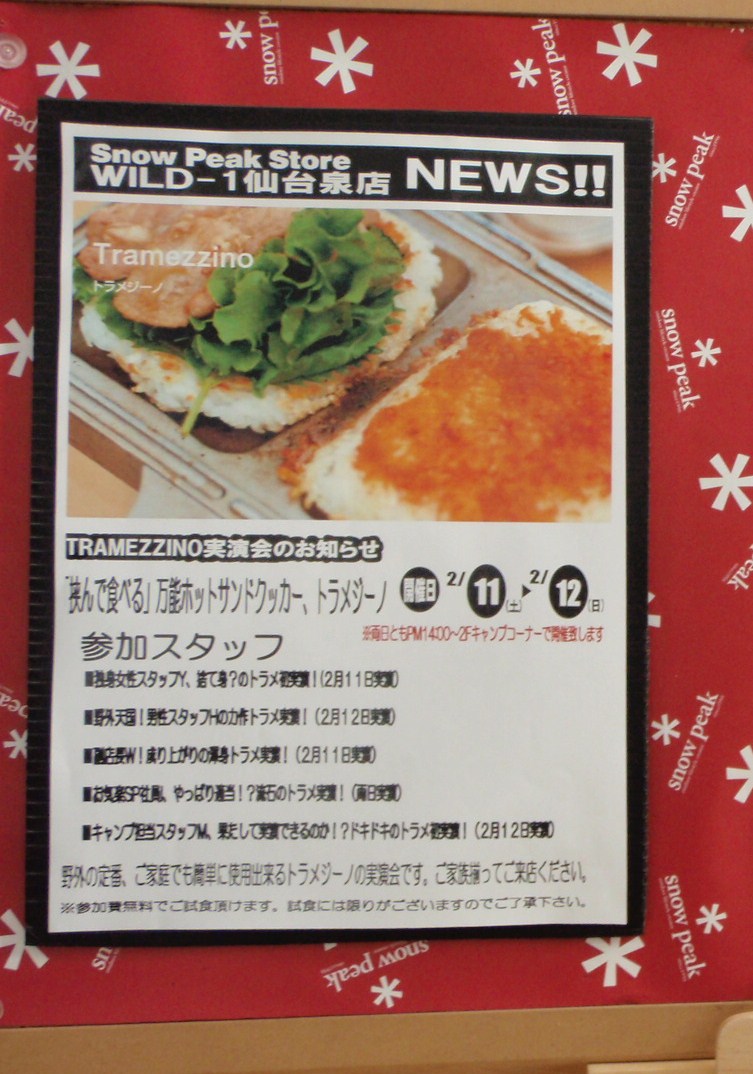 Snow Peak Store
WILD-1仙台泉店 NEWS!!
Tramezzino
トラメジーノ
TRAMEZZINO実演会のお知らせ
「挟んで食べる」万能ホットサンドクッカー、トラメジーノ 開催日 2/11(土)▶2/12(日)
※両日ともPM14:00〜2Fキャンプコーナーで開催致します
参加スタッフ
■独身女性スタッフY、捨て身?のトラメ初実演!(2月11日実演)
■野外天国!男性スタッフHの力作トラメ実演!(2月12日実演)
■副店長W!成り上がりの渾身トラメ実演!(2月11日実演)
■お気楽SP社員、やっぱり適当!?流石のトラメ実演!(両日実演)
■キャンプ担当スタッフM、果たして実演できるのか!?ドキドキのトラメ初実演!(2月12日実演)
野外の定番、ご家庭でも簡単に使用出来るトラメジーノの実演会です。ご家族揃ってご来店ください。
※参加費無料でご試食頂けます。試食には限りがございますのでご了承下さい。
snow peak
snow peak
snow peak
snow peak
snow peak
snow peak
snow peak